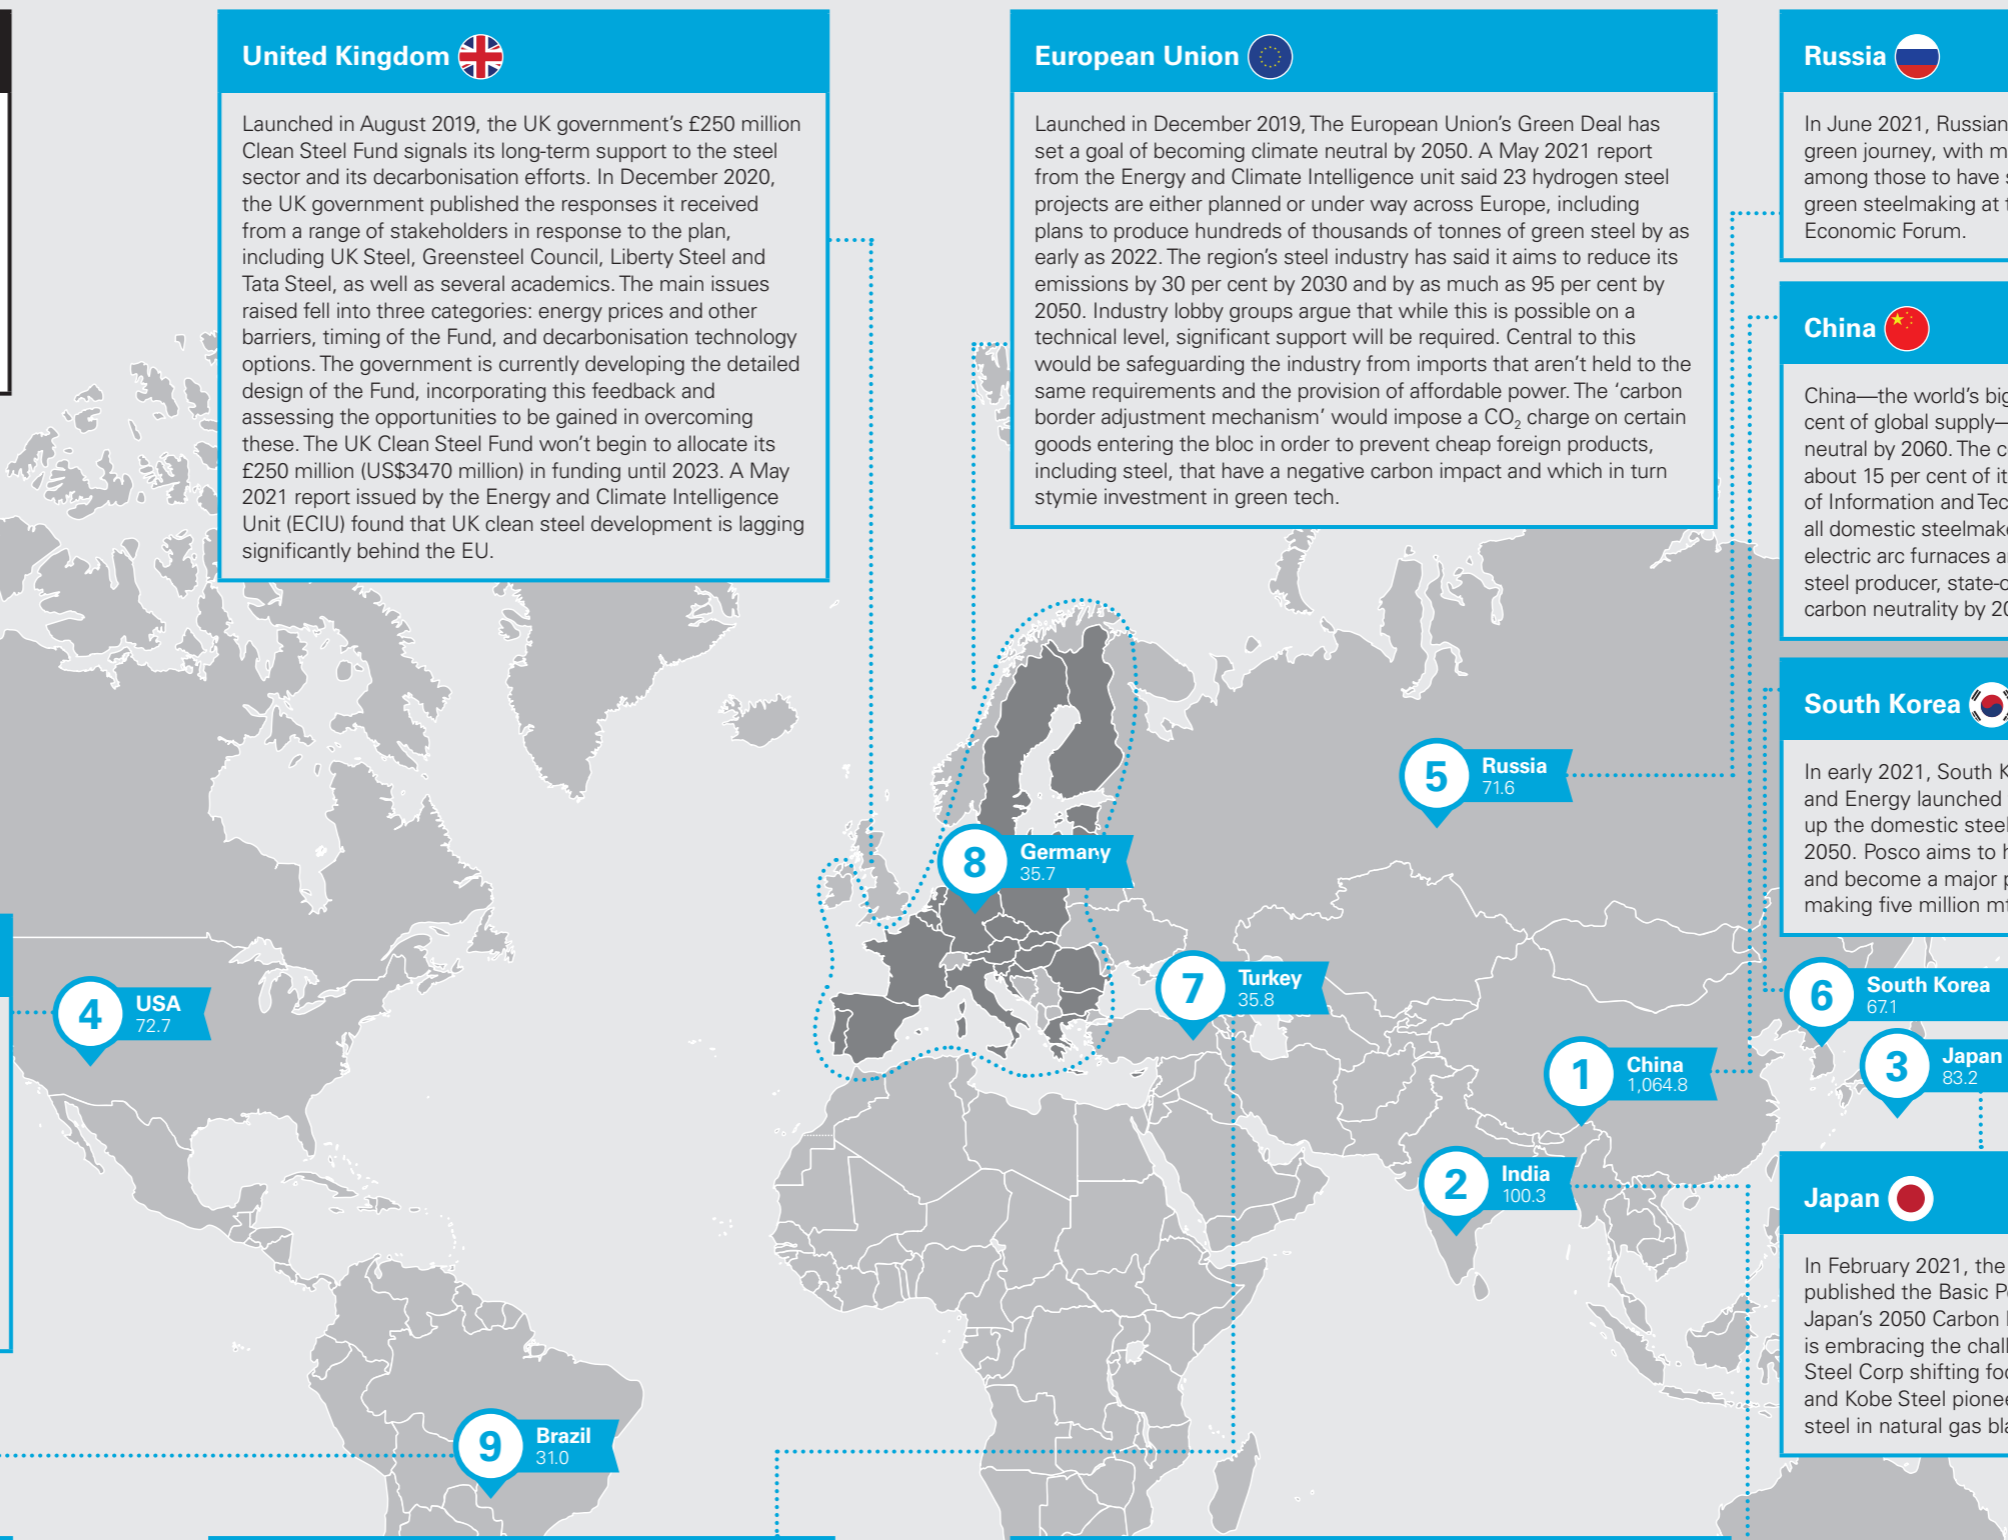 United Kingdom
Launched in August 2019, the UK government's £250 million
Clean Steel Fund signals its long-term support to the steel
sector and its decarbonisation efforts. In December 2020,
the UK government published the responses it received
from a range of stakeholders in response to the plan,
including UK Steel, Greensteel Council, Liberty Steel and
Tata Steel, as well as several academics. The main issues
raised fell into three categories: energy prices and other
barriers, timing of the Fund, and decarbonisation technology
options. The government is currently developing the detailed
design of the Fund, incorporating this feedback and
assessing the opportunities to be gained in overcoming
these. The UK Clean Steel Fund won't begin to allocate its
£250 million (US$3470 million) in funding until 2023. A May
2021 report issued by the Energy and Climate Intelligence
Unit (ECIU) found that UK clean steel development is lagging
significantly behind the EU.
European Union
Launched in December 2019, The European Union's Green Deal has
set a goal of becoming climate neutral by 2050. A May 2021 report
from the Energy and Climate Intelligence unit said 23 hydrogen steel
projects are either planned or under way across Europe, including
plans to produce hundreds of thousands of tonnes of green steel by as
early as 2022. The region's steel industry has said it aims to reduce its
emissions by 30 per cent by 2030 and by as much as 95 per cent by
2050. Industry lobby groups argue that while this is possible on a
technical level, significant support will be required. Central to this
would be safeguarding the industry from imports that aren't held to the
same requirements and the provision of affordable power. The 'carbon
border adjustment mechanism' would impose a CO₂ charge on certain
goods entering the bloc in order to prevent cheap foreign products,
including steel, that have a negative carbon impact and which in turn
stymie investment in green tech.
Russia
In June 2021, Russian
green journey, with
among those to have
green steelmaking at
Economic Forum.
China
China—the world's
cent of global supply—
neutral by 2060. The
about 15 per cent of
of Information and
all domestic
electric arc furnaces
steel producer,
carbon neutrality by
South Korea
In early 2021, South
and Energy launched
up the domestic steel
2050. Posco aims to
and become a major
making five million
5
Russia
71.6
8
Germany
35.7
7
Turkey
35.8
4
USA
72.7
6
South Korea
67.1
1
China
1,064.8
3
Japan
83.2
2
India
100.3
Japan
In February 2021, the
published the Basic
Japan's 2050 Carbon
is embracing the
Steel Corp shifting
and Kobe Steel
steel in natural gas
9
Brazil
31.0